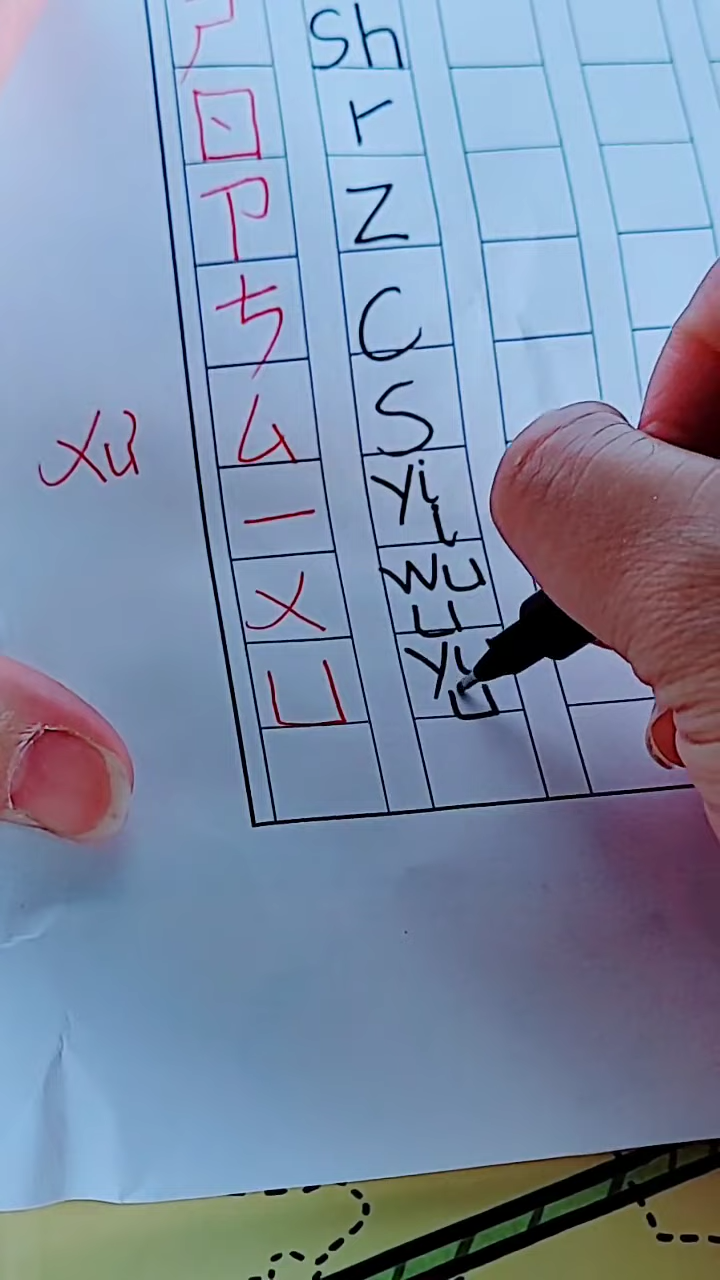 ㄕ sh
ㄖ r
ㄗ z
ㄘ c
ㄙ s
xu
ㄧ yi
i
ㄨ wu
u
ㄩ yu
u